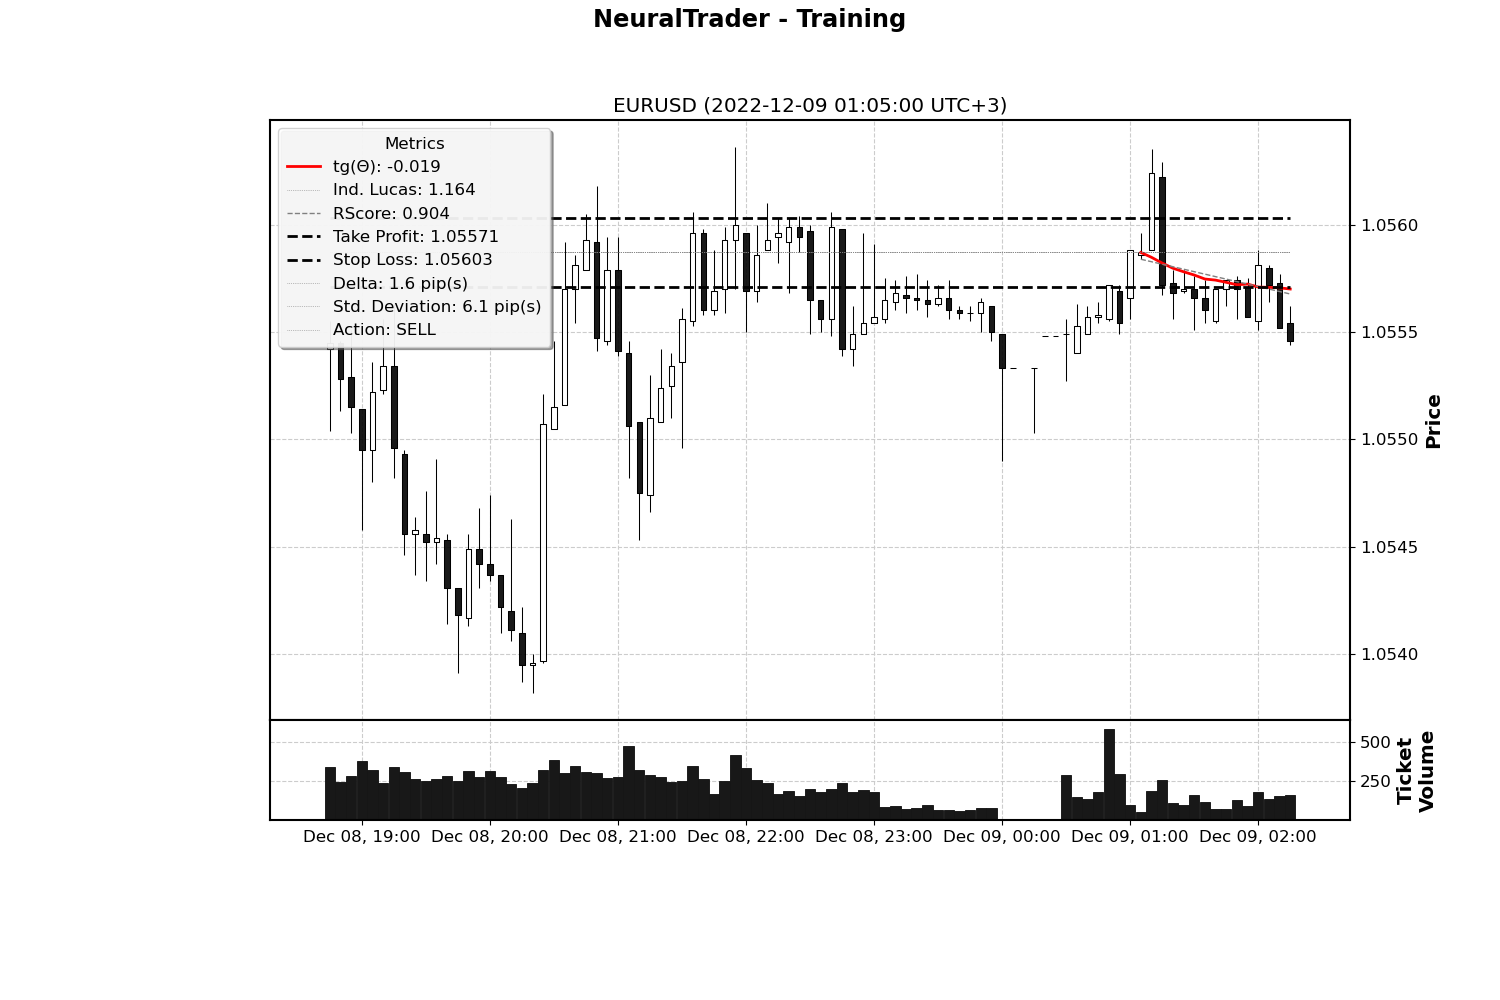 NeuralTrader - Training
EURUSD (2022-12-09 01:05:00 UTC+3)
Metrics
tg(Θ): -0.019
Ind. Lucas: 1.164
RScore: 0.904
Take Profit: 1.05571
Stop Loss: 1.05603
Delta: 1.6 pip(s)
Std. Deviation: 6.1 pip(s)
Action: SELL
1.0560
1.0555
1.0550
1.0545
1.0540
Price
500
250
Ticket
Volume
Dec 08, 19:00 Dec 08, 20:00 Dec 08, 21:00 Dec 08, 22:00 Dec 08, 23:00 Dec 09, 00:00 Dec 09, 01:00 Dec 09, 02:00